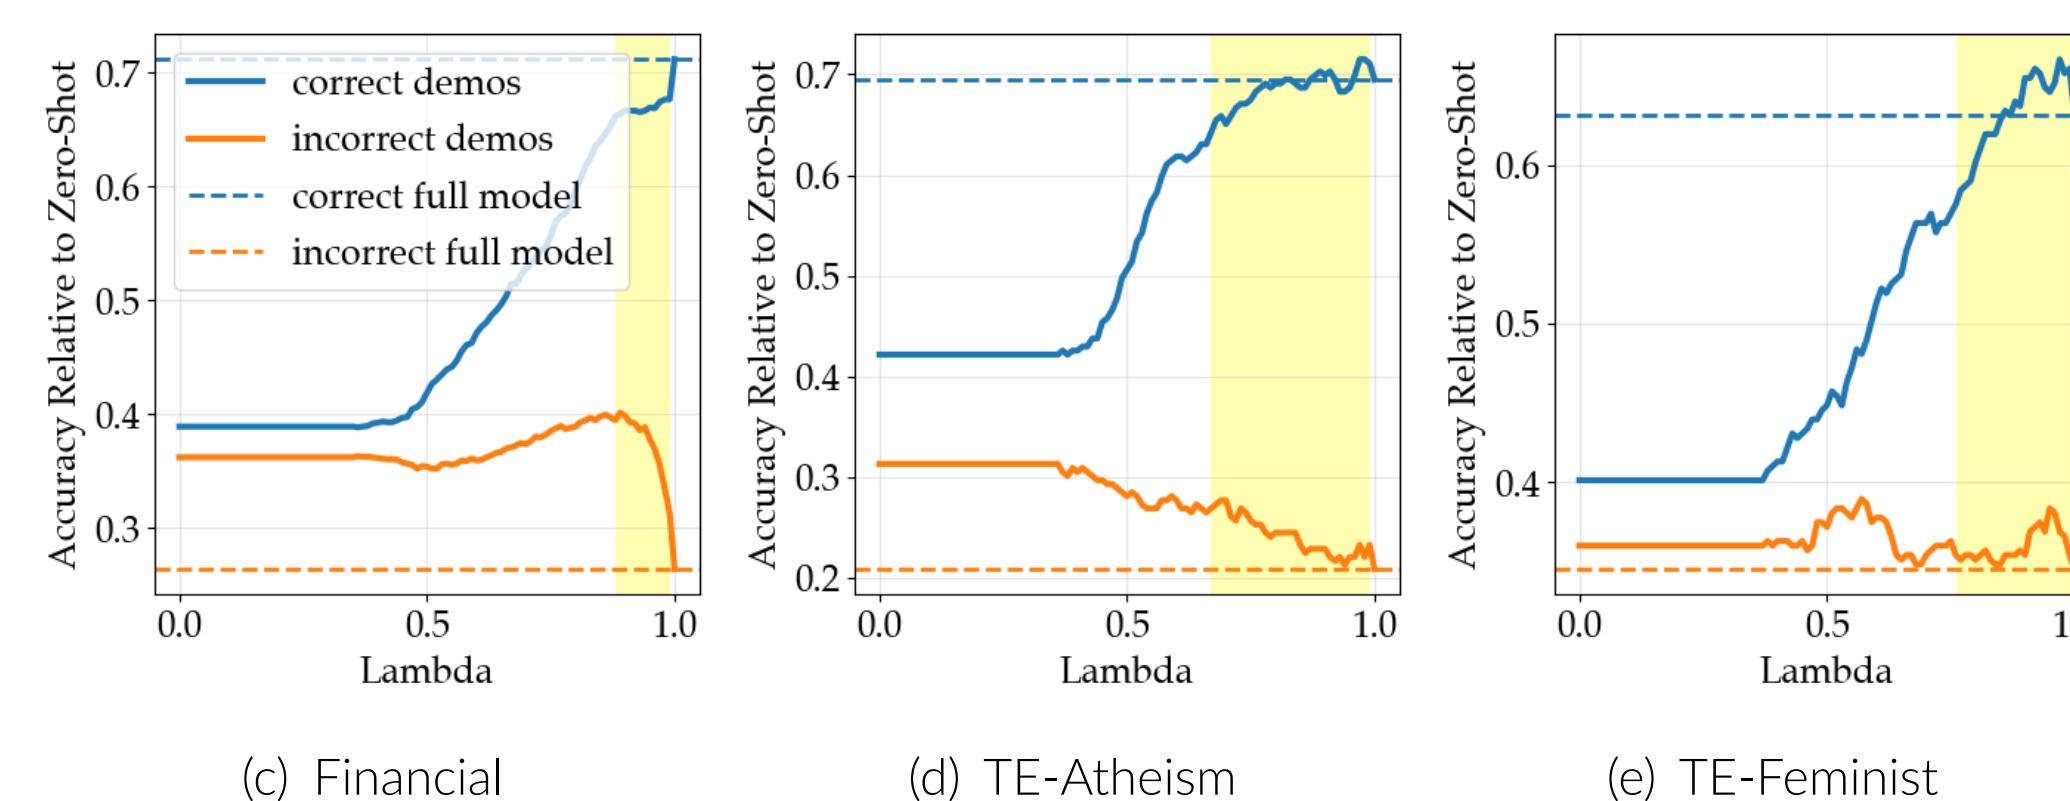 Accuracy Relative to Zero-Shot
0.7
0.6
0.5
0.4
0.3
correct demos
incorrect demos
correct full model
incorrect full model
0.0 0.5 1.0
Lambda
(c) Financial
Accuracy Relative to Zero-Shot
0.7
0.6
0.5
0.4
0.3
0.2
0.0 0.5 1.0
Lambda
(d) TE-Atheism
Accuracy Relative to Zero-Shot
0.6
0.5
0.4
0.0 0.5 1
Lambda
(e) TE-Feminist